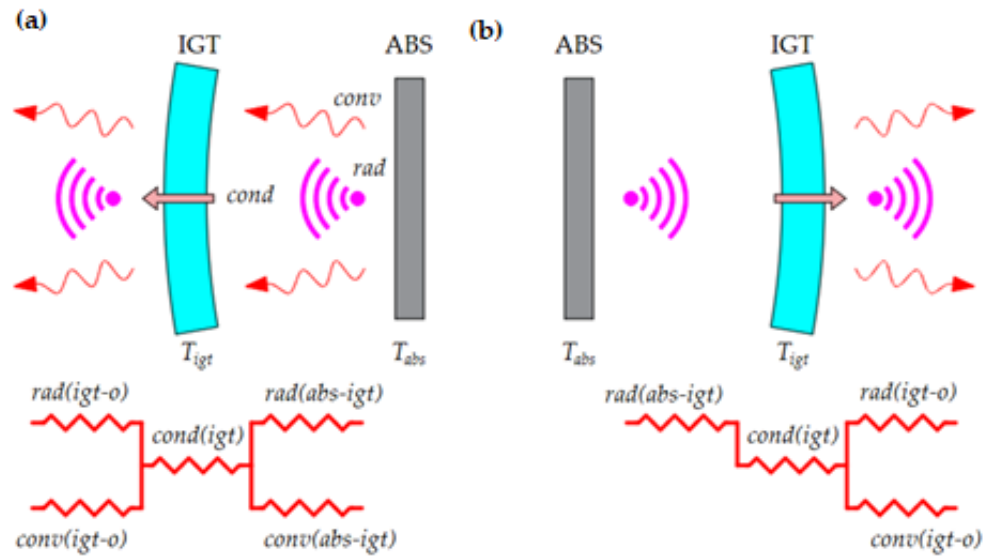 (a)
IGT
ABS
conv
rad
cond
T_igt
T_abs
rad(igt-o)
rad(abs-igt)
cond(igt)
conv(igt-o)
conv(abs-igt)
(b)
ABS
IGT
T_abs
T_igt
rad(abs-igt)
rad(igt-o)
cond(igt)
conv(igt-o)